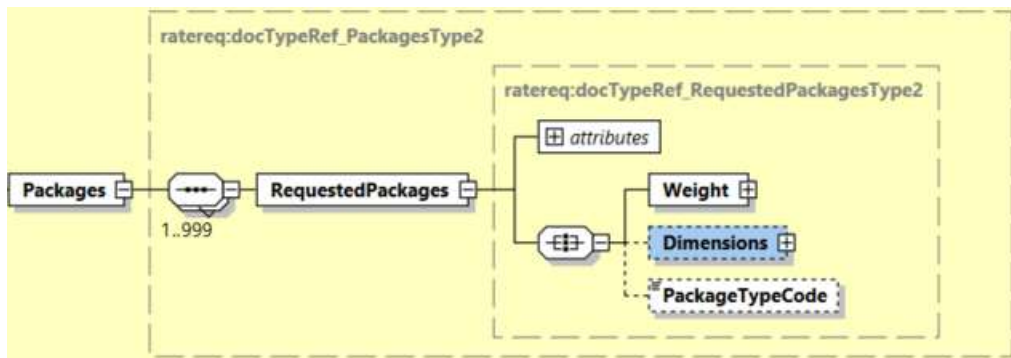 ratereq:docTypeRef_PackagesType2
ratereq:docTypeRef_RequestedPackagesType2
attributes
Packages
RequestedPackages
Weight
1..999
Dimensions
PackageTypeCode